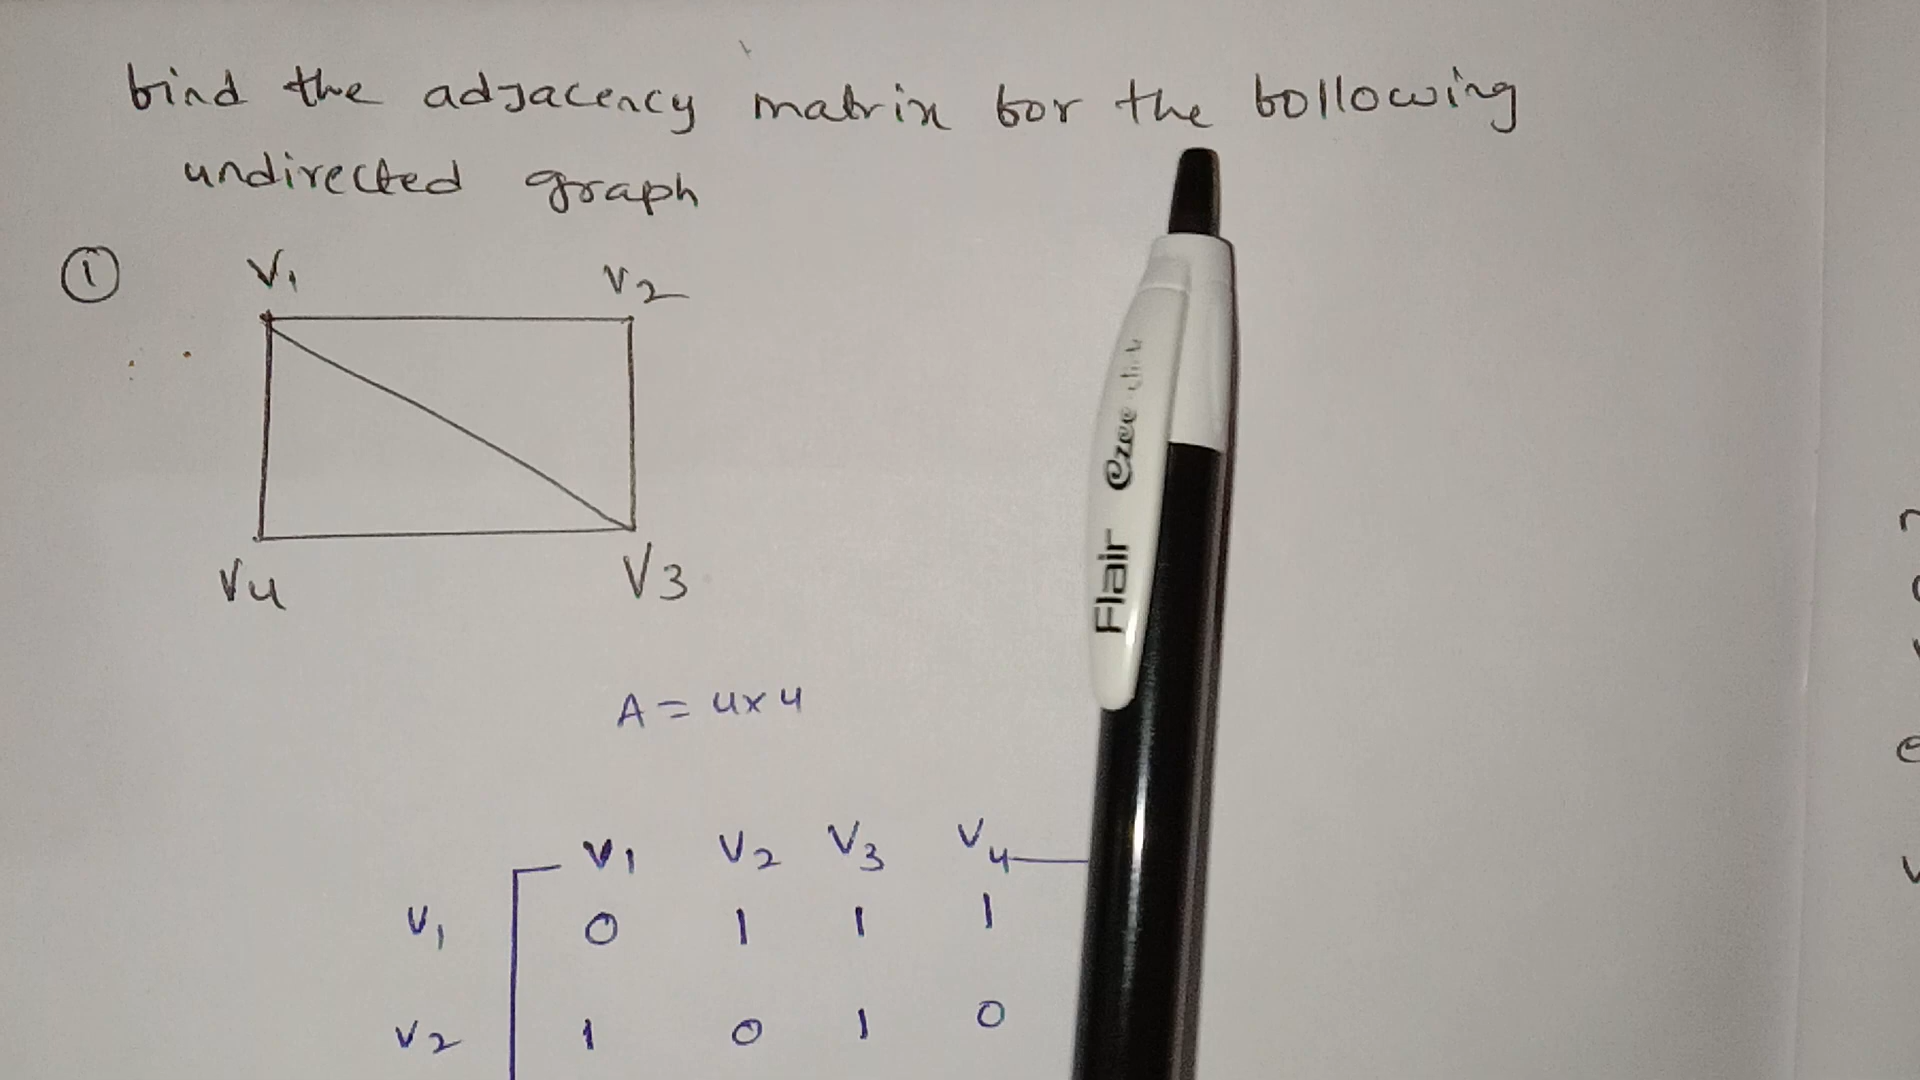 find the adjacency matrix for the following
undirected graph
1
V1 V2
V4 V3
A = 4x4
V1 V2 V3 V4
V1 0 1 1 1
V2 1 0 1 0
Flair Ezee click